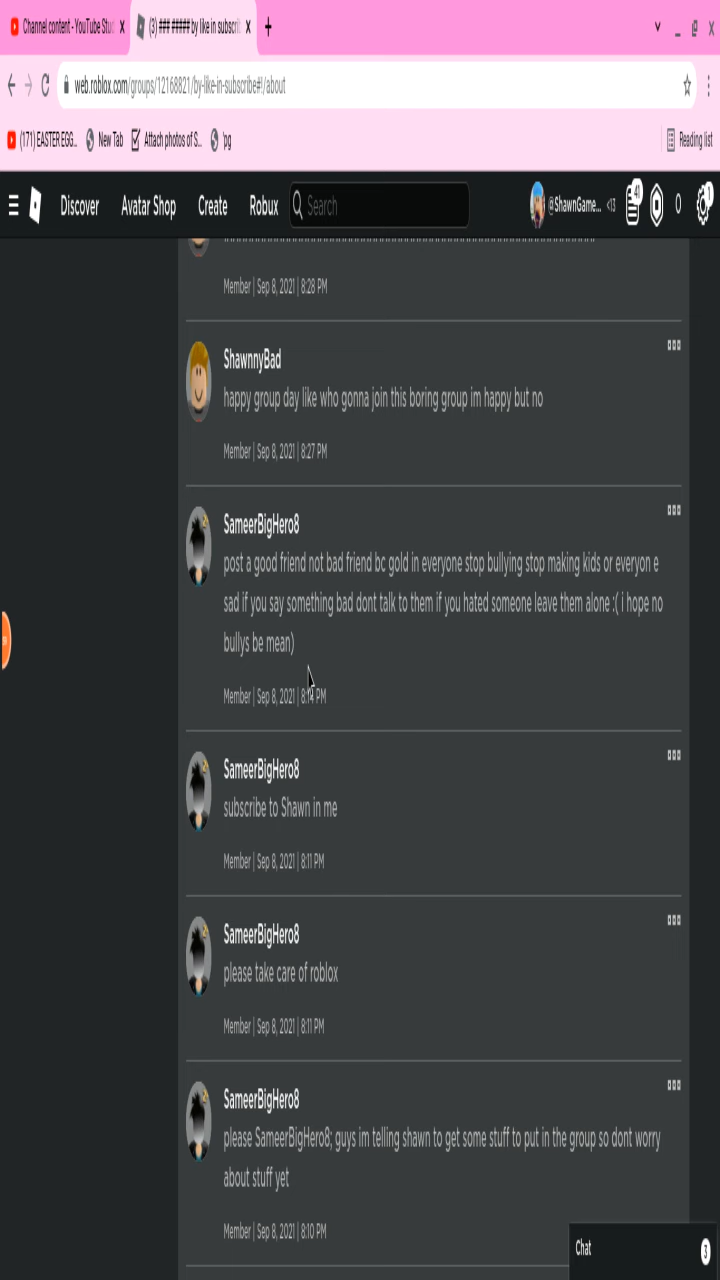 Channel content - YouTube Stu
(3) ### ##### by like in subscri
web.roblox.com/groups/12168821/by-like-in-subscribe#!/about
(171) EASTER EGG...
New Tab
Attach photos of S...
'pg
Reading list
Discover
Avatar Shop
Create
Robux
Search
@ShawnGame... <13
41
0
1
Member | Sep 8, 2021 | 8:28 PM
ShawnnyBad
happy group day like who gonna join this boring group im happy but no
Member | Sep 8, 2021 | 8:27 PM
SameerBigHero8
post a good friend not bad friend bc gold in everyone stop bullying stop making kids or everyon e
sad if you say something bad dont talk to them if you hated someone leave them alone :( i hope no
bullys be mean)
Member | Sep 8, 2021 | 8:14 PM
SameerBigHero8
subscribe to Shawn in me
Member | Sep 8, 2021 | 8:11 PM
SameerBigHero8
please take care of roblox
Member | Sep 8, 2021 | 8:11 PM
SameerBigHero8
please SameerBigHero8; guys im telling shawn to get some stuff to put in the group so dont worry
about stuff yet
Member | Sep 8, 2021 | 8:10 PM
Chat
3